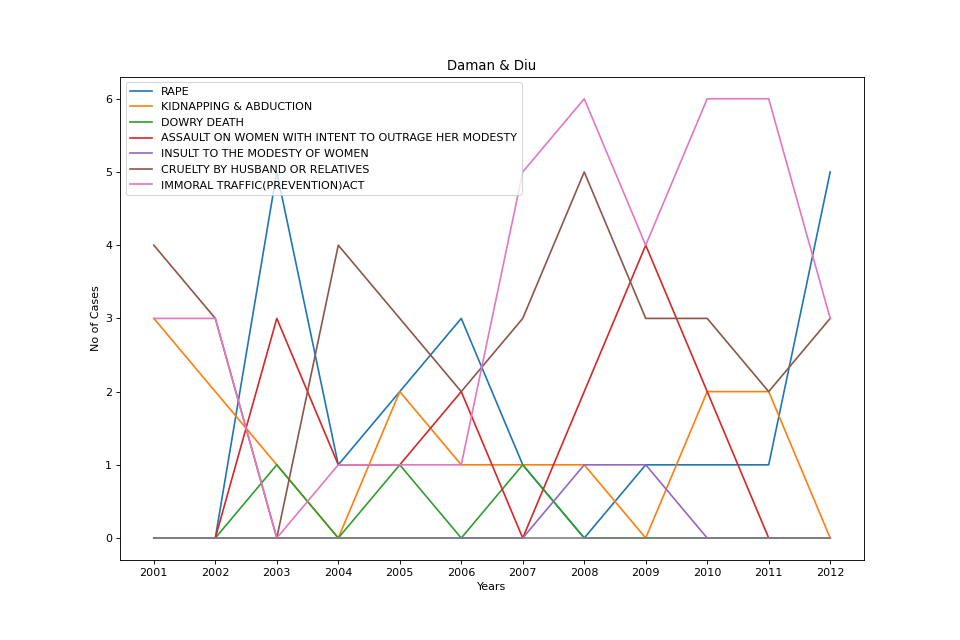 Daman & Diu
RAPE
KIDNAPPING & ABDUCTION
DOWRY DEATH
ASSAULT ON WOMEN WITH INTENT TO OUTRAGE HER MODESTY
INSULT TO THE MODESTY OF WOMEN
CRUELTY BY HUSBAND OR RELATIVES
IMMORAL TRAFFIC(PREVENTION)ACT
No of Cases
6
5
4
3
2
1
0
2001 2002 2003 2004 2005 2006 2007 2008 2009 2010 2011 2012
Years